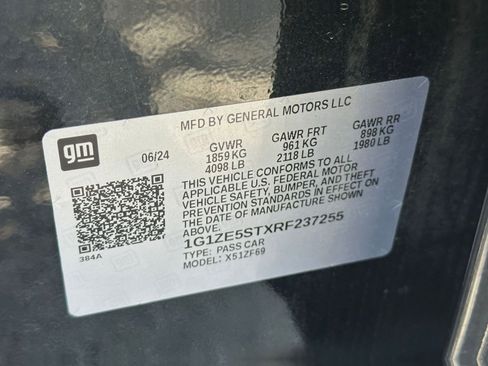 MFD BY GENERAL MOTORS LLC
gm
06/24
GVWR
1859 KG
4098 LB
GAWR FRT
961 KG
2118 LB
GAWR RR
898 KG
1980 LB
THIS VEHICLE CONFORMS TO ALL
APPLICABLE U.S. FEDERAL MOTOR
VEHICLE SAFETY, BUMPER, AND THEFT
PREVENTION STANDARDS IN EFFECT
ON THE DATE OF MANUFACTURE SHOWN
ABOVE.
1G1ZE5STXRF237255
TYPE: PASS CAR
MODEL: X51ZF69
384A